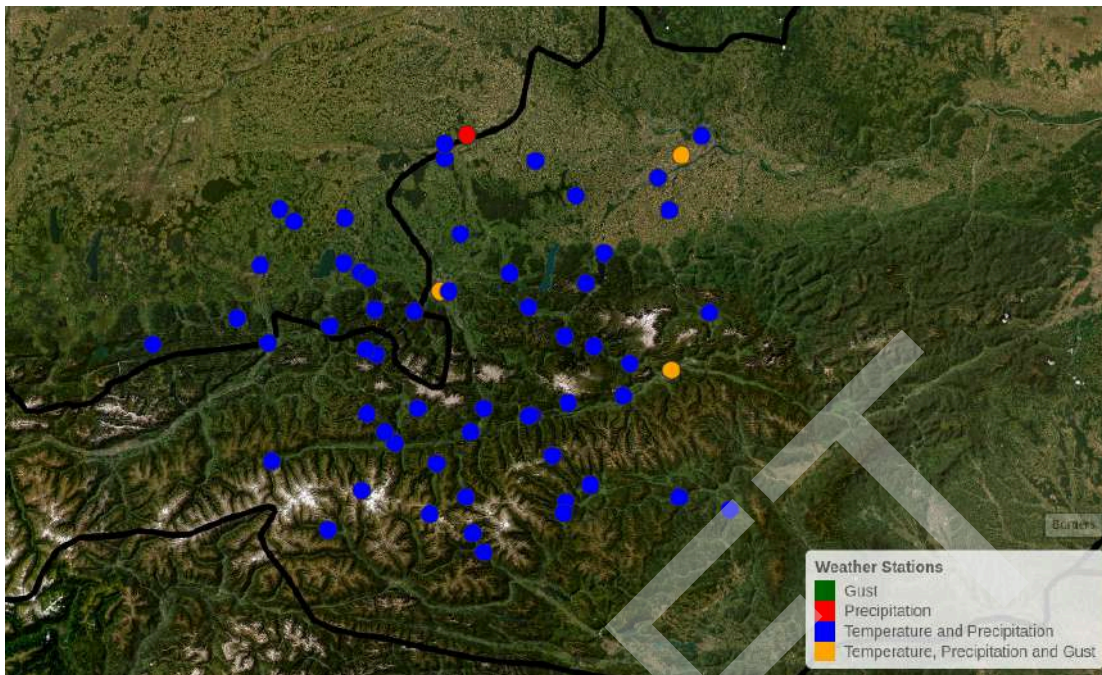 Borders
Weather Stations
Gust
Precipitation
Temperature and Precipitation
Temperature, Precipitation and Gust